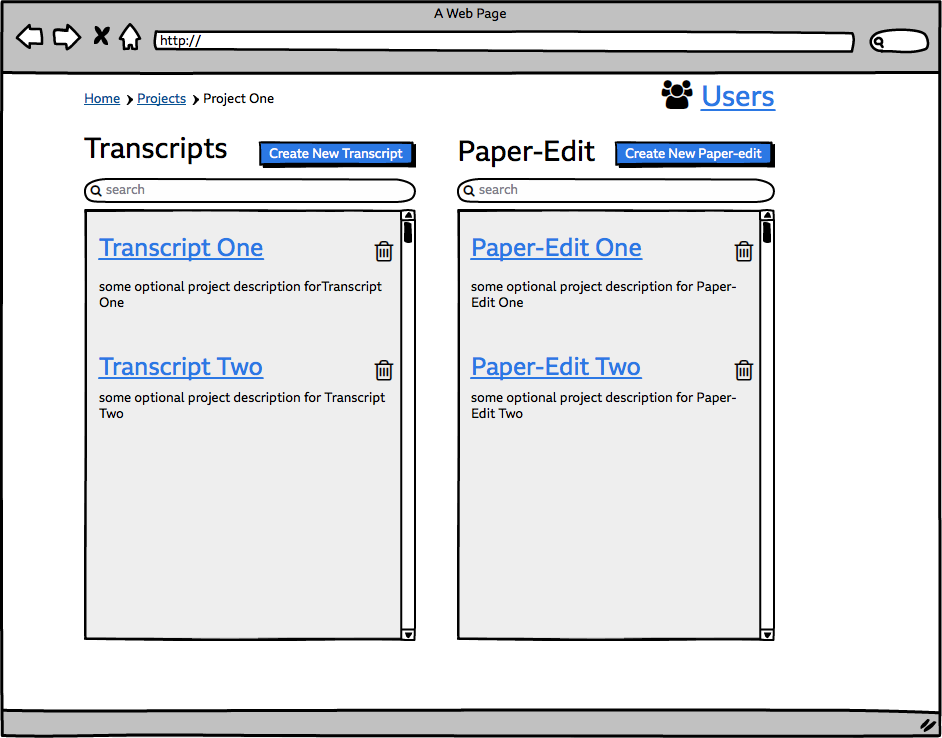 A Web Page
http://
Home Projects Project One
Users
Transcripts
Create New Transcript
search
Transcript One
some optional project description forTranscript
One
Transcript Two
some optional project description for Transcript
Two
Paper-Edit
Create New Paper-edit
search
Paper-Edit One
some optional project description for Paper-
Edit One
Paper-Edit Two
some optional project description for Paper-
Edit Two